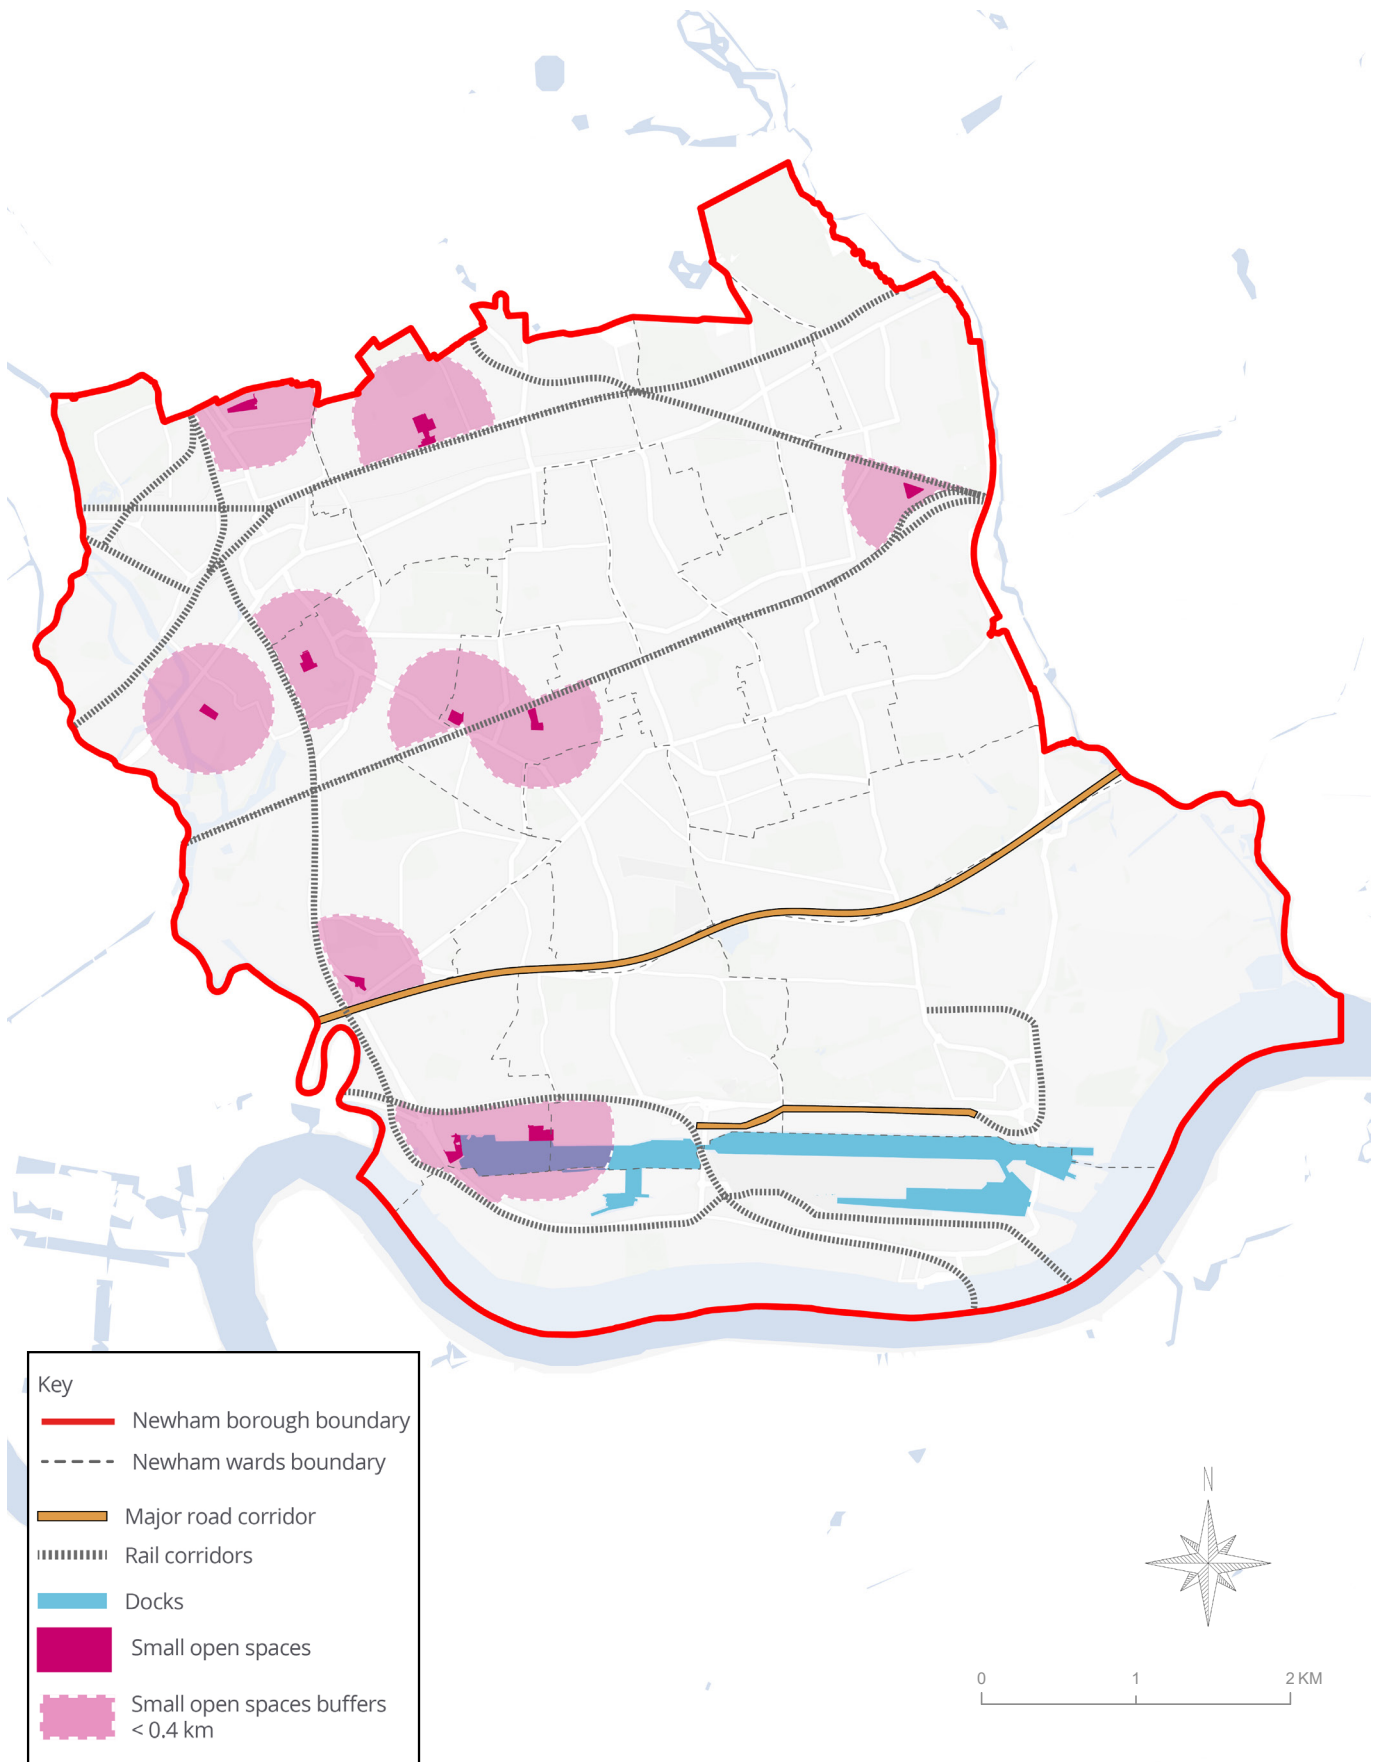 Key
Newham borough boundary
Newham wards boundary
Major road corridor
Rail corridors
Docks
Small open spaces
Small open spaces buffers
< 0.4 km
N
0 1 2 KM